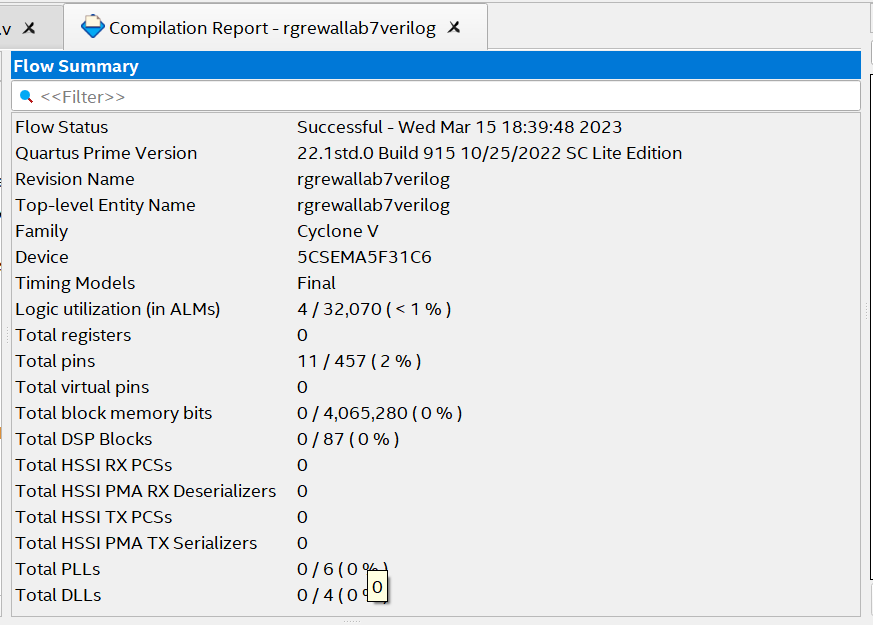 .v X
Compilation Report - rgrewallab7verilog X
Flow Summary
<<Filter>>
Flow Status Successful - Wed Mar 15 18:39:48 2023
Quartus Prime Version 22.1std.0 Build 915 10/25/2022 SC Lite Edition
Revision Name rgrewallab7verilog
Top-level Entity Name rgrewallab7verilog
Family Cyclone V
Device 5CSEMA5F31C6
Timing Models Final
Logic utilization (in ALMs) 4 / 32,070 ( < 1 % )
Total registers 0
Total pins 11 / 457 ( 2 % )
Total virtual pins 0
Total block memory bits 0 / 4,065,280 ( 0 % )
Total DSP Blocks 0 / 87 ( 0 % )
Total HSSI RX PCSs 0
Total HSSI PMA RX Deserializers 0
Total HSSI TX PCSs 0
Total HSSI PMA TX Serializers 0
Total PLLs 0 / 6 ( 0 % )
Total DLLs 0 / 4 ( 0
0